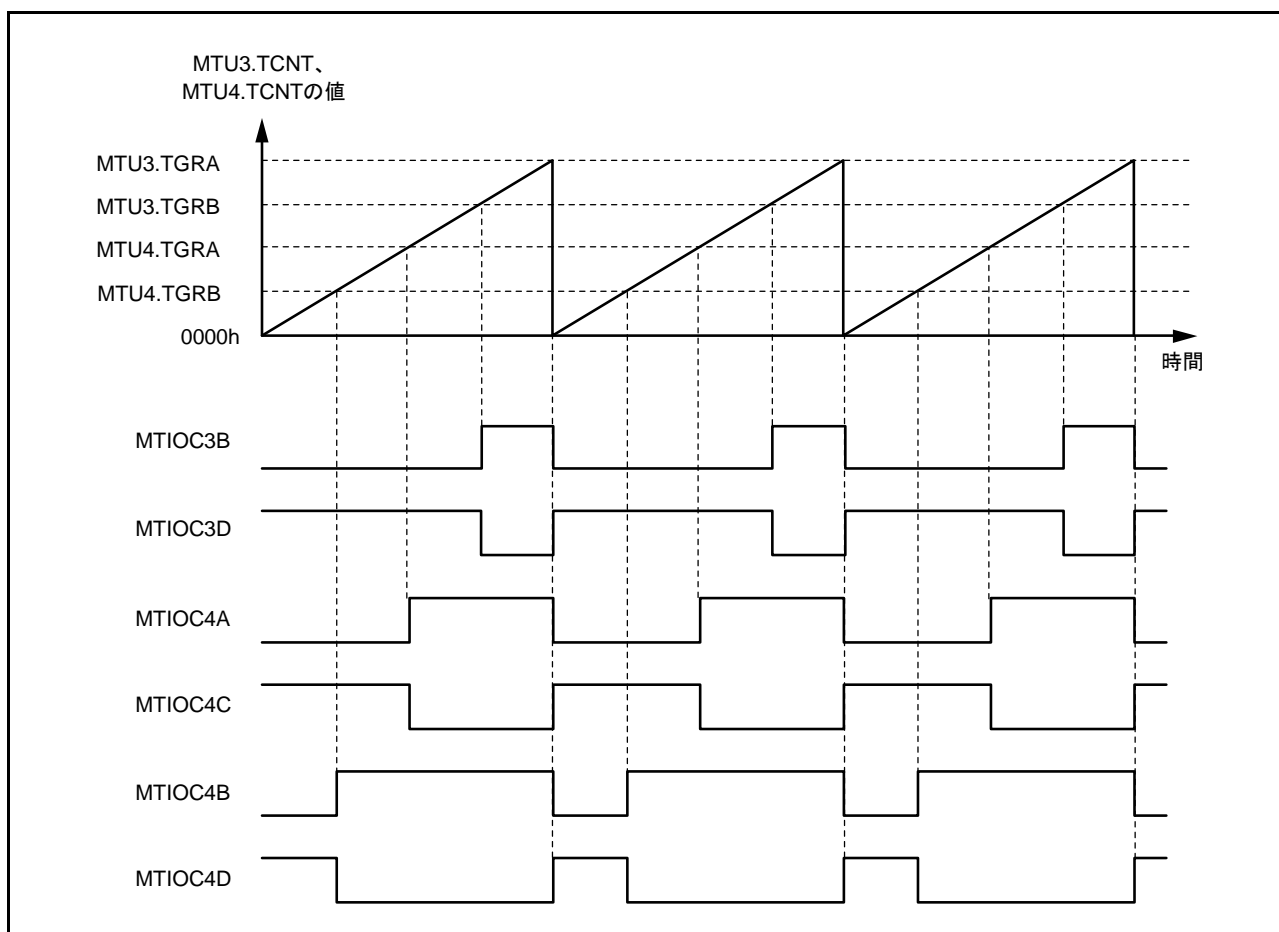 MTU3.TCNT、
MTU4.TCNTの値
MTU3.TGRA
MTU3.TGRB
MTU4.TGRA
MTU4.TGRB
0000h
時間
MTIOC3B
MTIOC3D
MTIOC4A
MTIOC4C
MTIOC4B
MTIOC4D